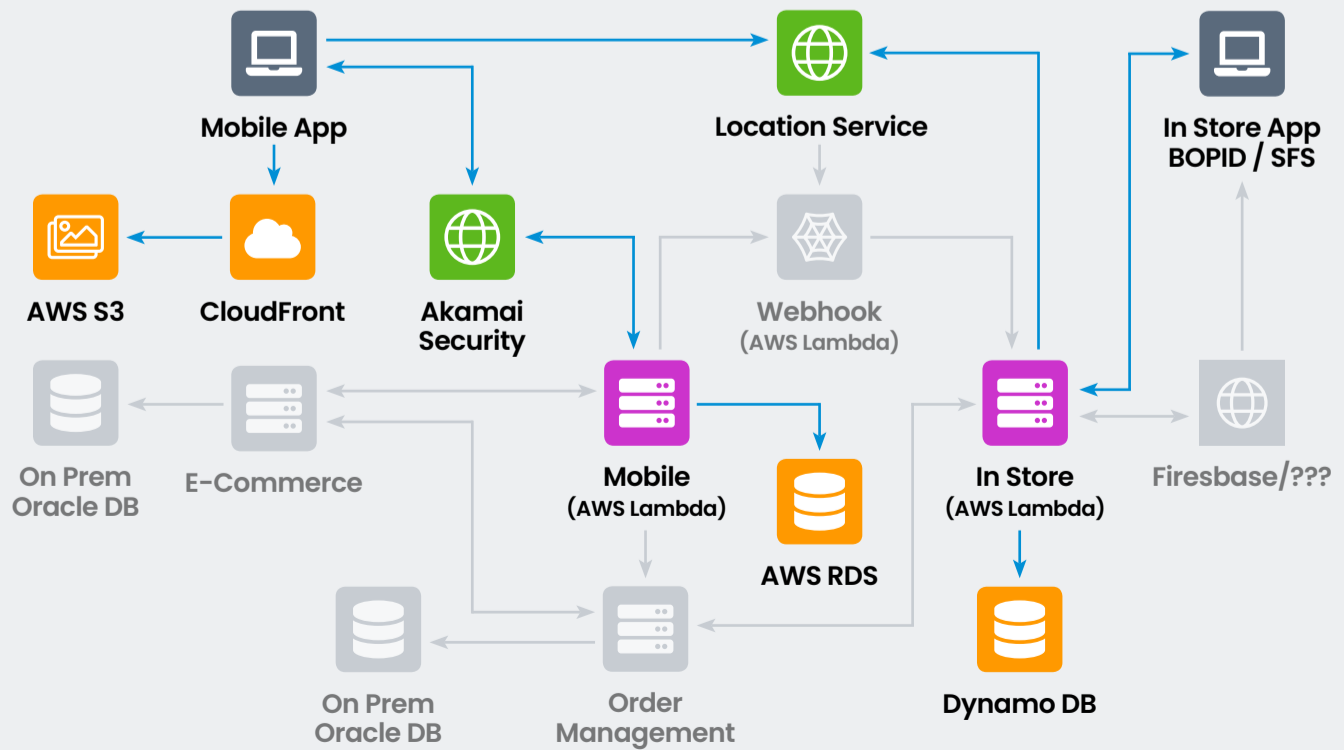 Mobile App
Location Service
In Store App
BOPID / SFS
AWS S3
CloudFront
Akamai
Security
Webhook
(AWS Lambda)
On Prem
Oracle DB
E-Commerce
Mobile
(AWS Lambda)
In Store
(AWS Lambda)
Firesbase/???
AWS RDS
On Prem
Oracle DB
Order
Management
Dynamo DB